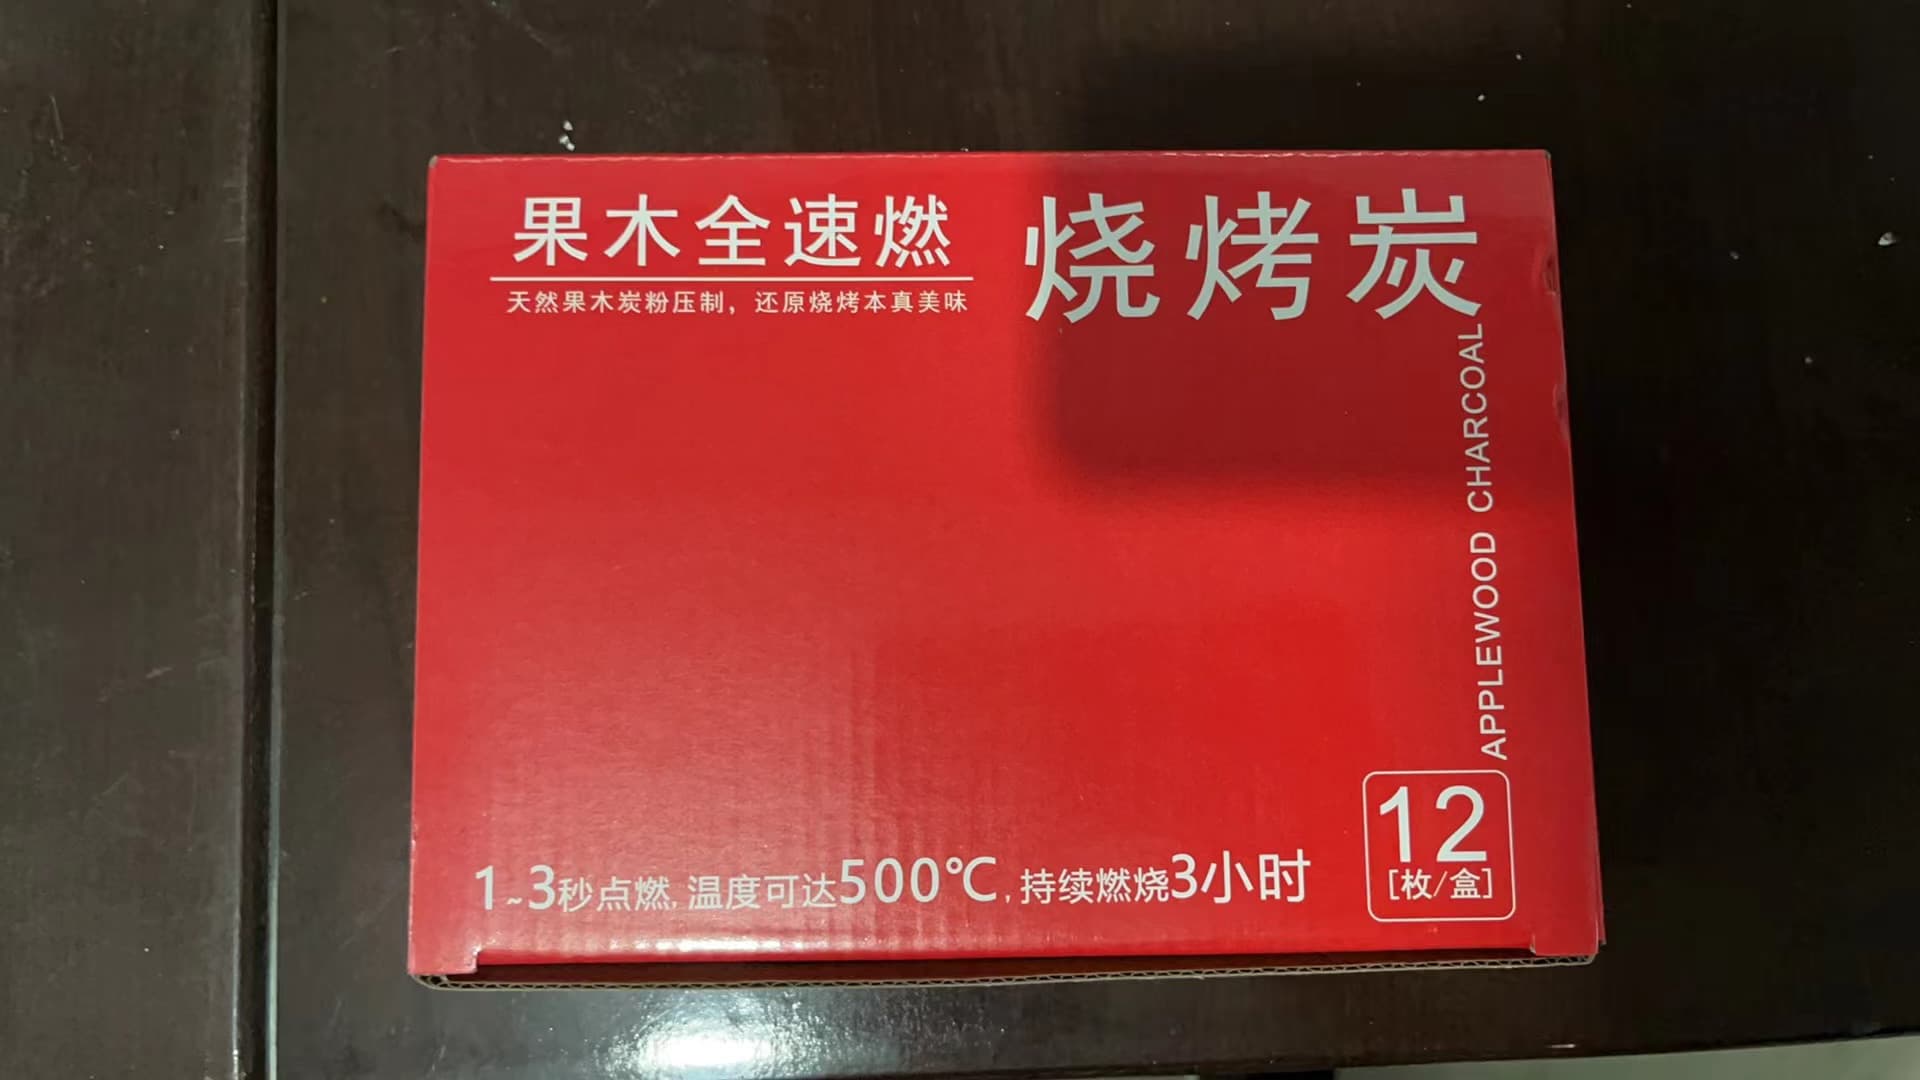 果木全速燃
天然果木炭粉压制，还原烧烤本真美味
烧烤炭
APPLEWOOD CHARCOAL
1~3秒点燃,温度可达500℃,持续燃烧3小时
12
[枚/盒]